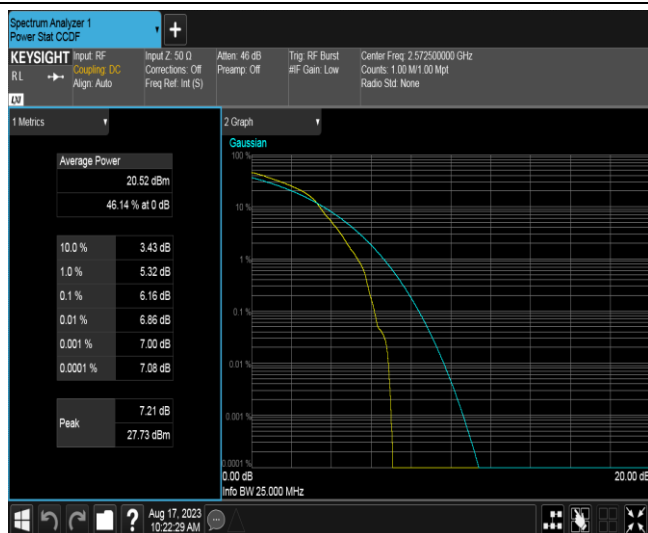 Spectrum Analyzer 1
Power Stat CCDF
+
KEYSIGHT
RL
LXI
Input: RF
Coupling: DC
Align: Auto
Input Z: 50 Ω
Corrections: Off
Freq Ref: Int (S)
Atten: 46 dB
Preamp: Off
Trig: RF Burst
#IF Gain: Low
Center Freq: 2.572500000 GHz
Counts: 1.00 M/1.00 Mpt
Radio Std: None
1 Metrics
Average Power
20.52 dBm
46.14 % at 0 dB
10.0 % 3.43 dB
1.0 % 5.32 dB
0.1 % 6.16 dB
0.01 % 6.86 dB
0.001 % 7.00 dB
0.0001 % 7.08 dB
Peak
7.21 dB
27.73 dBm
2 Graph
Gaussian
100 %
10 %
1 %
0.1 %
0.01 %
0.001 %
0.0001 %
0.00 dB
20.00 dB
Info BW 25.000 MHz
?
Aug 17, 2023
10:22:29 AM